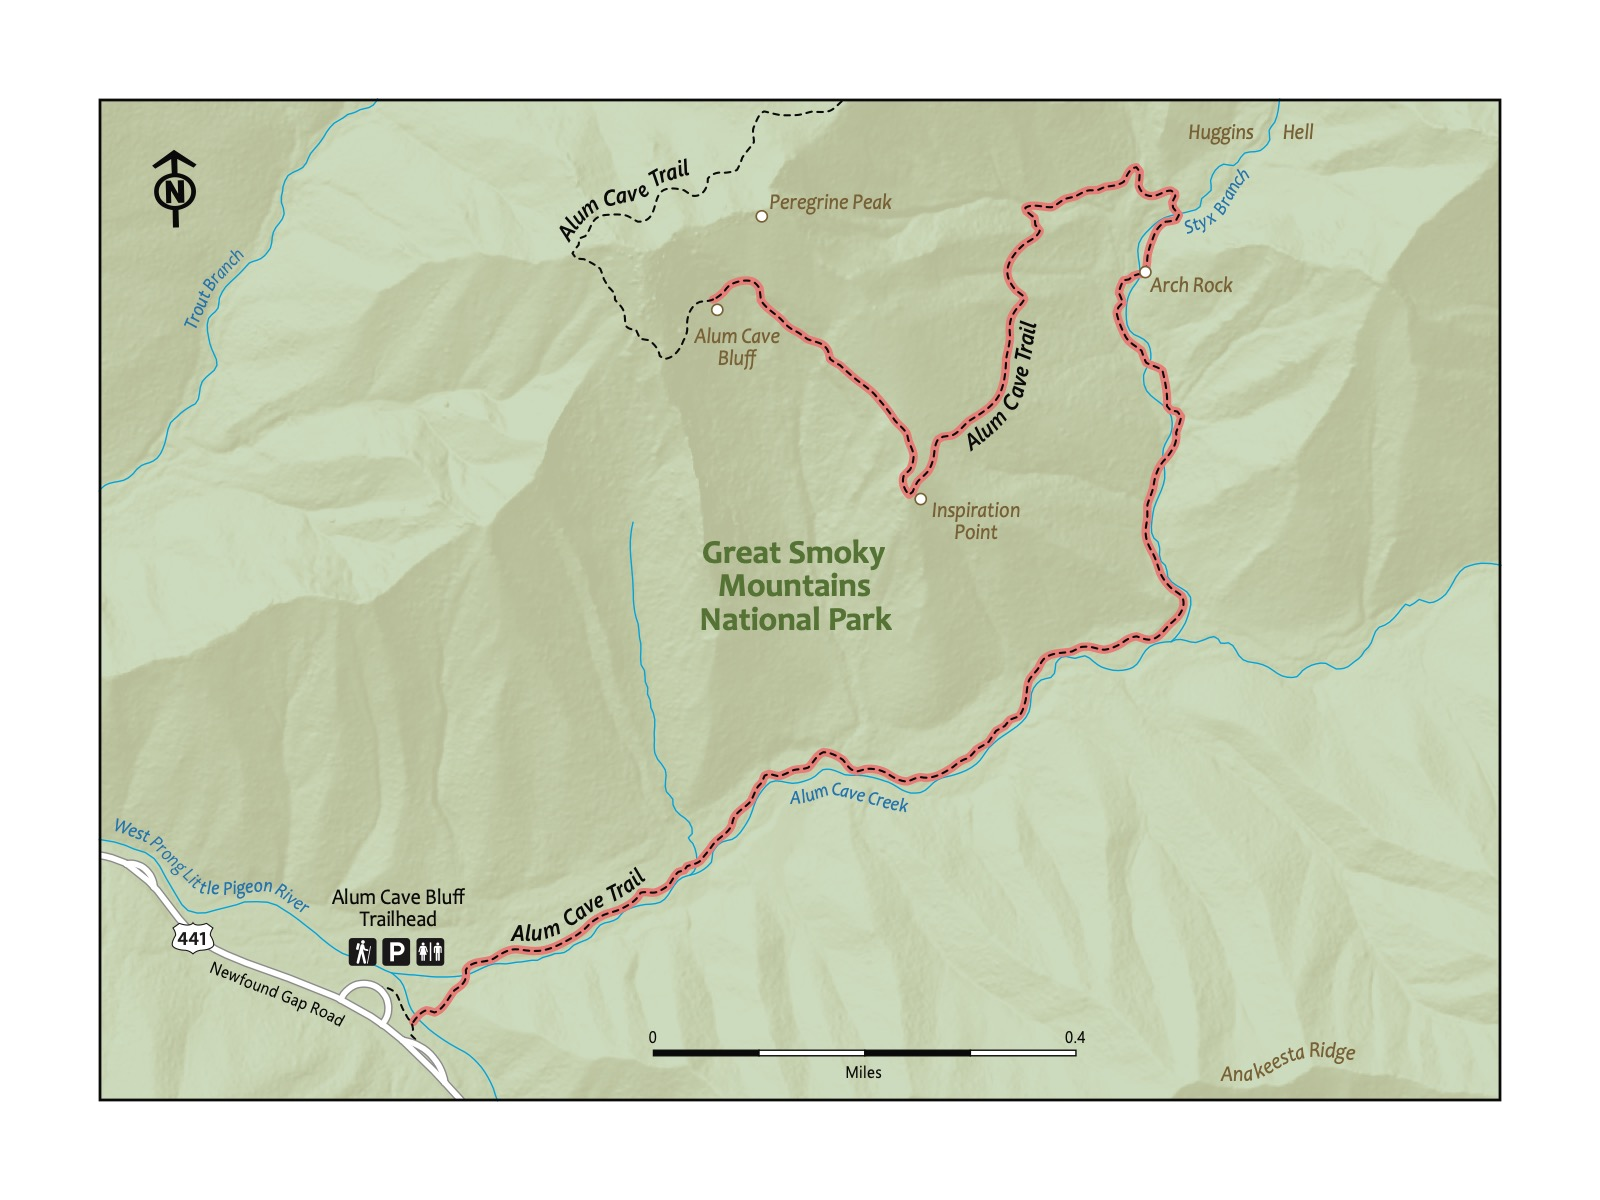 Huggins Hell
N
Alum Cave Trail
Peregrine Peak
Styx Branch
Trout Branch
Arch Rock
Alum Cave
Bluff
Alum Cave Trail
Inspiration
Point
Great Smoky
Mountains
National Park
Alum Cave Creek
West Prong Little Pigeon River
Alum Cave Bluff
Trailhead
P
Alum Cave Trail
441
Newfound Gap Road
0 0.4
Miles
Anakeesta Ridge